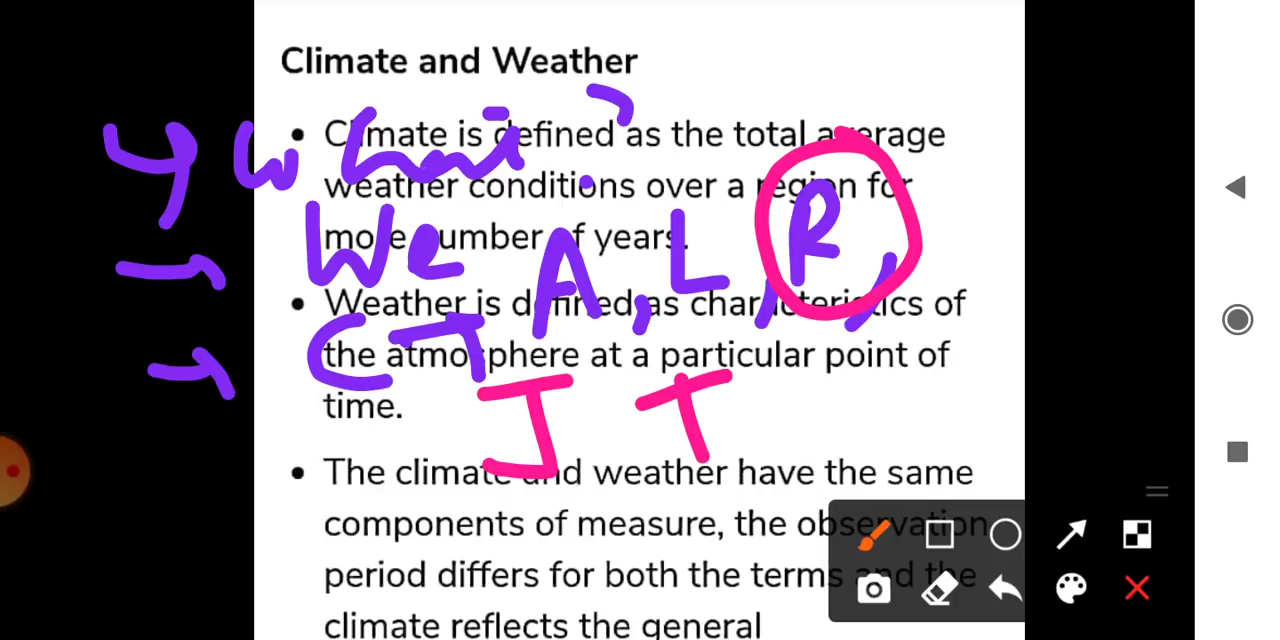 Climate and Weather
• Climate is defined as the total average
weather conditions over a region for
more number of years.
• Weather is defined as characteristics of
the atmosphere at a particular point of
time.
• The climate and weather have the same
components of measure, the observation
period differs for both the terms and the
climate reflects the general
What?
We A, L, R,
CT
J T